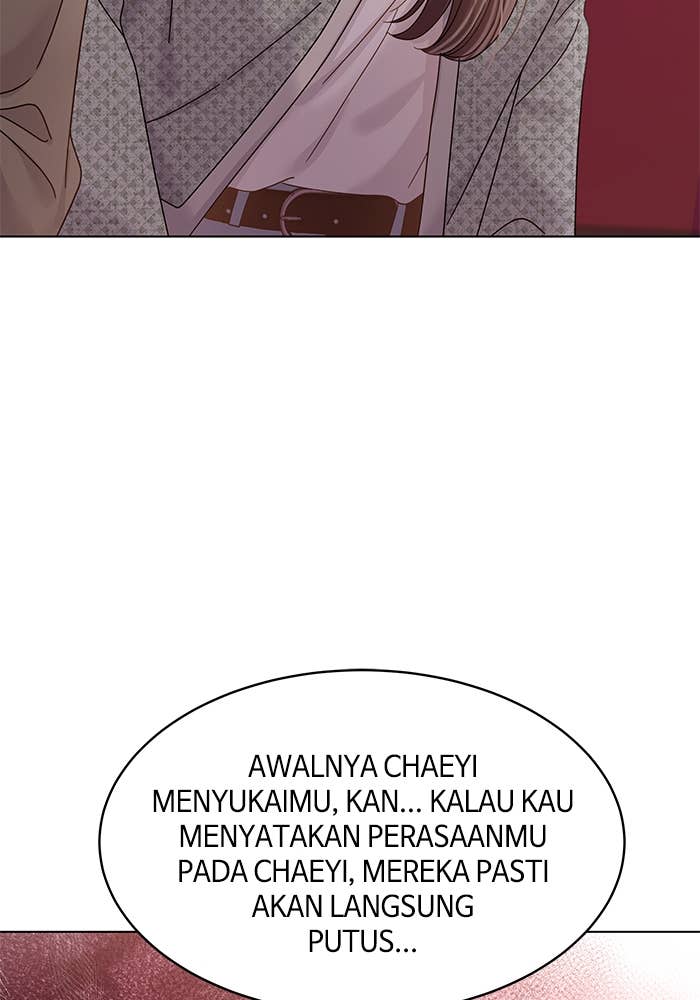 AWALNYA CHAEYI
MENYUKAIMU, KAN... KALAU KAU
MENYATAKAN PERASAANMU
PADA CHAEYI, MEREKA PASTI
AKAN LANGSUNG
PUTUS...